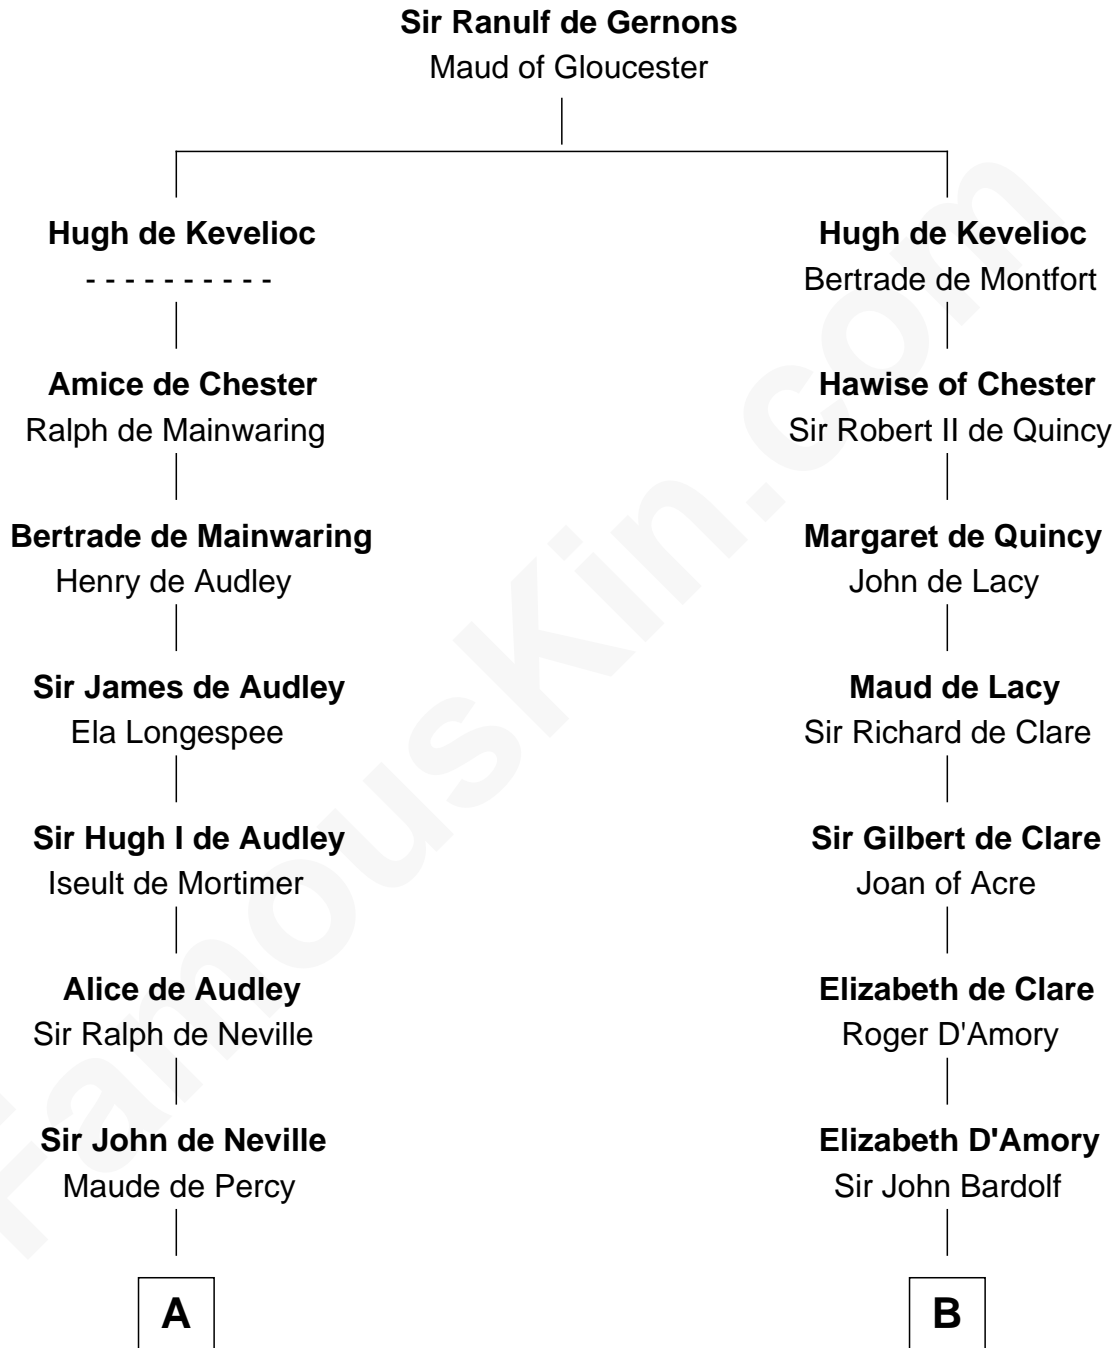 Sir Ranulf de Gernons
Maud of Gloucester
Hugh de Kevelioc
- - - - - - - - - -
Amice de Chester
Ralph de Mainwaring
Bertrade de Mainwaring
Henry de Audley
Sir James de Audley
Ela Longespee
Sir Hugh I de Audley
Iseult de Mortimer
Alice de Audley
Sir Ralph de Neville
Sir John de Neville
Maude de Percy
A
Hugh de Kevelioc
Bertrade de Montfort
Hawise of Chester
Sir Robert II de Quincy
Margaret de Quincy
John de Lacy
Maud de Lacy
Sir Richard de Clare
Sir Gilbert de Clare
Joan of Acre
Elizabeth de Clare
Roger D'Amory
Elizabeth D'Amory
Sir John Bardolf
B
FamousKin.com